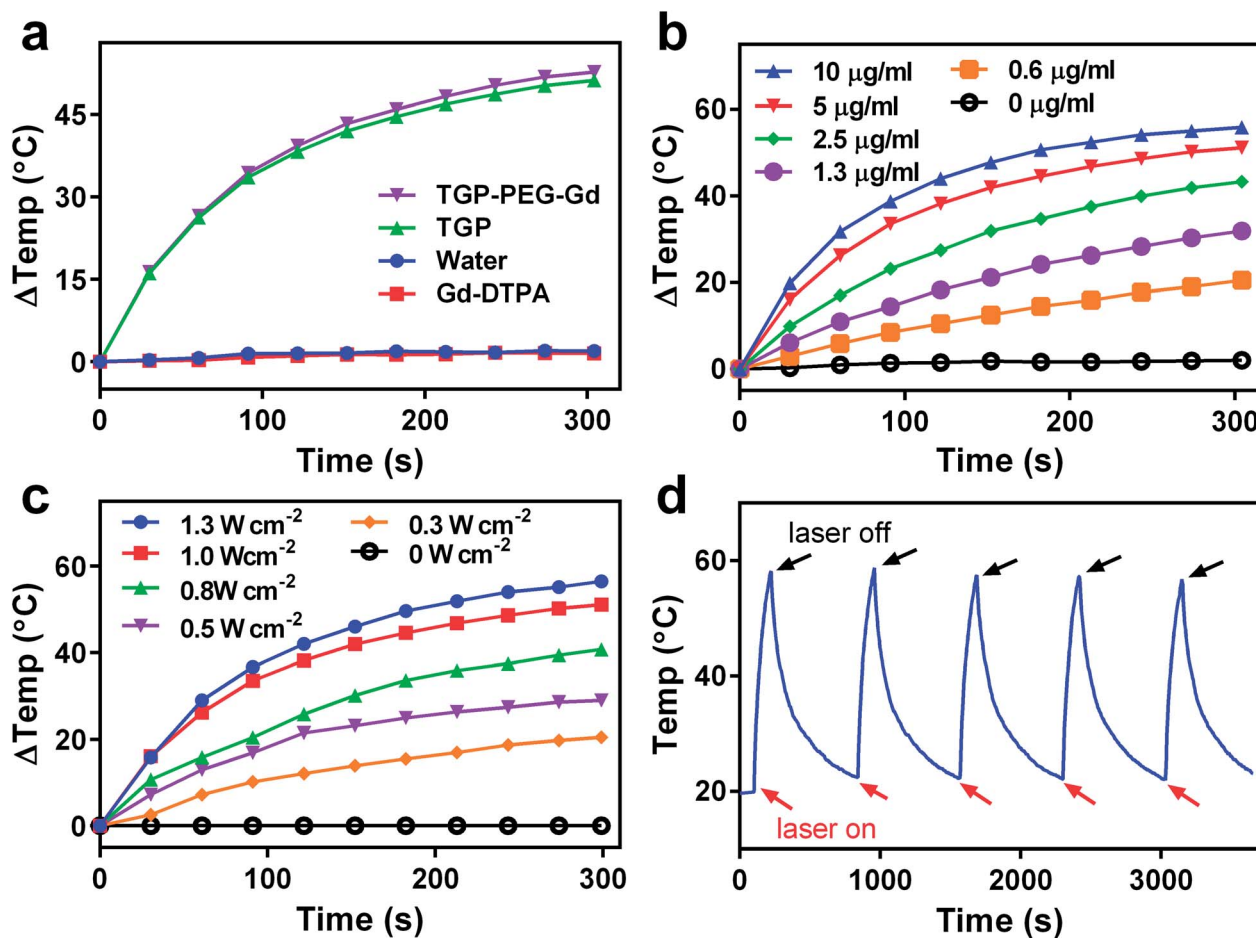 a
ΔTemp (°C)
45
30
15
0
TGP-PEG-Gd
TGP
Water
Gd-DTPA
0
100
200
300
Time (s)
b
ΔTemp (°C)
60
40
20
0
10 µg/ml
5 µg/ml
2.5 µg/ml
1.3 µg/ml
0.6 µg/ml
0 µg/ml
0
100
200
300
Time (s)
c
ΔTemp (°C)
60
40
20
0
1.3 W cm⁻²
1.0 Wcm⁻²
0.8W cm⁻²
0.5 W cm⁻²
0.3 W cm⁻²
0 W cm⁻²
0
100
200
300
Time (s)
d
Temp (°C)
60
40
20
laser off
laser on
0
1000
2000
3000
Time (s)